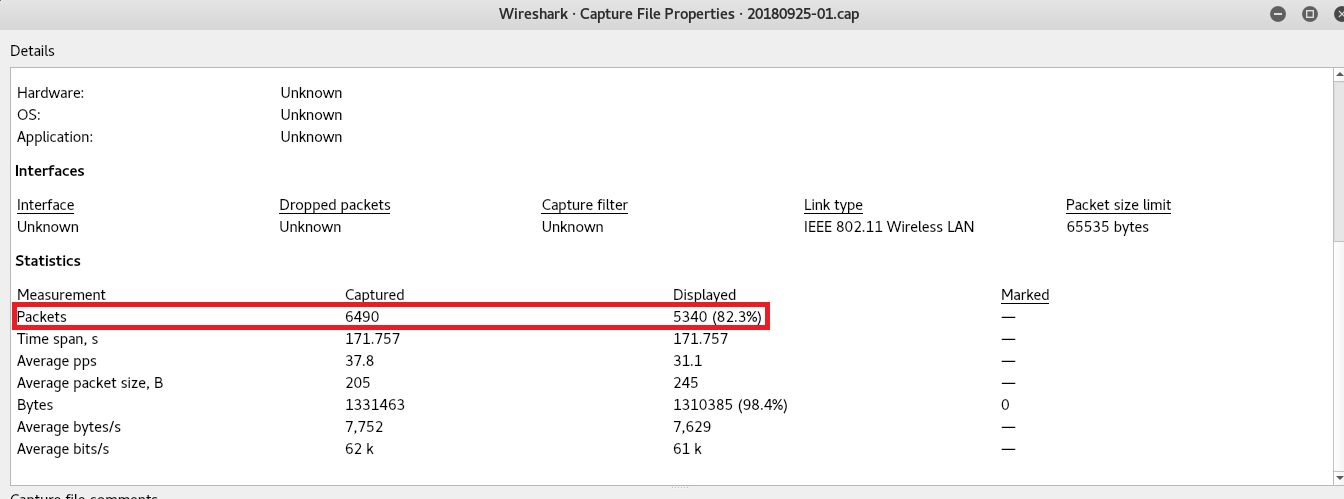 Wireshark · Capture File Properties · 20180925-01.cap
Details
Hardware: Unknown
OS: Unknown
Application: Unknown
Interfaces
Interface Dropped packets Capture filter Link type Packet size limit
Unknown Unknown Unknown IEEE 802.11 Wireless LAN 65535 bytes
Statistics
Measurement Captured Displayed Marked
Packets 6490 5340 (82.3%) —
Time span, s 171.757 171.757 —
Average pps 37.8 31.1 —
Average packet size, B 205 245 —
Bytes 1331463 1310385 (98.4%) 0
Average bytes/s 7,752 7,629 —
Average bits/s 62 k 61 k —
Capture file comments